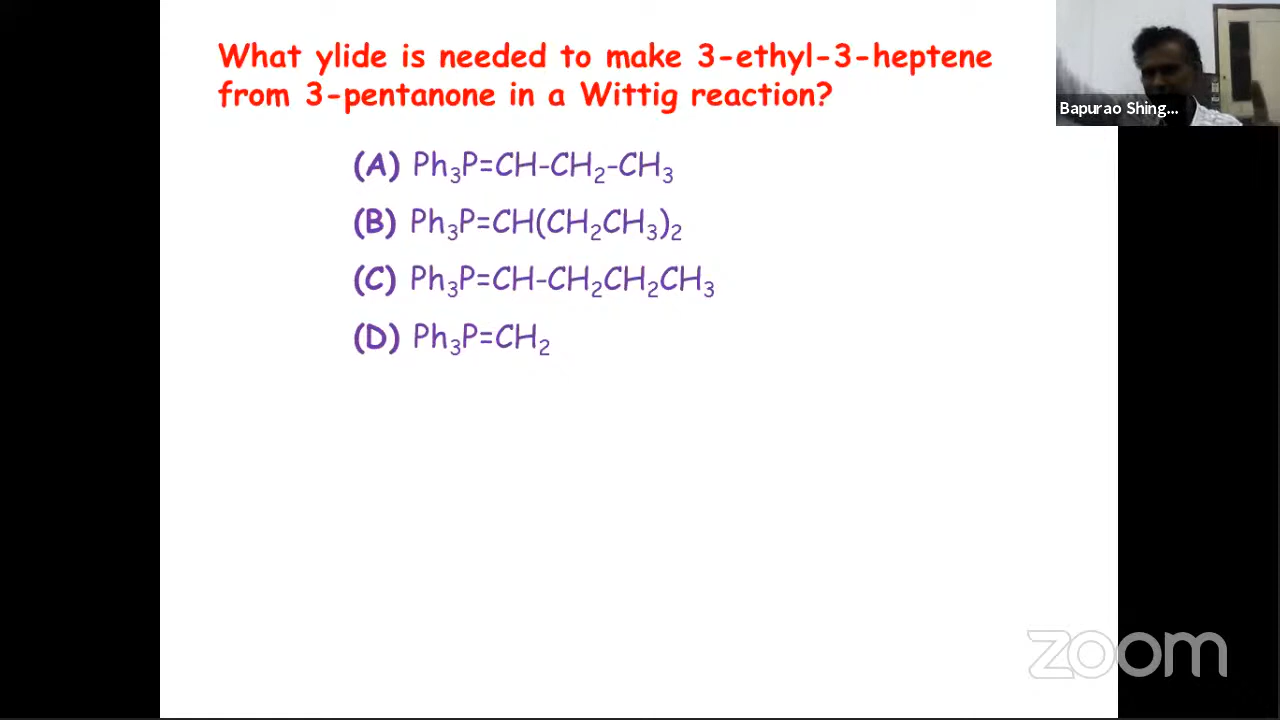 What ylide is needed to make 3-ethyl-3-heptene
from 3-pentanone in a Wittig reaction?
(A) Ph₃P=CH-CH₂-CH₃
(B) Ph₃P=CH(CH₂CH₃)₂
(C) Ph₃P=CH-CH₂CH₂CH₃
(D) Ph₃P=CH₂
Bapurao Shing...
zoom